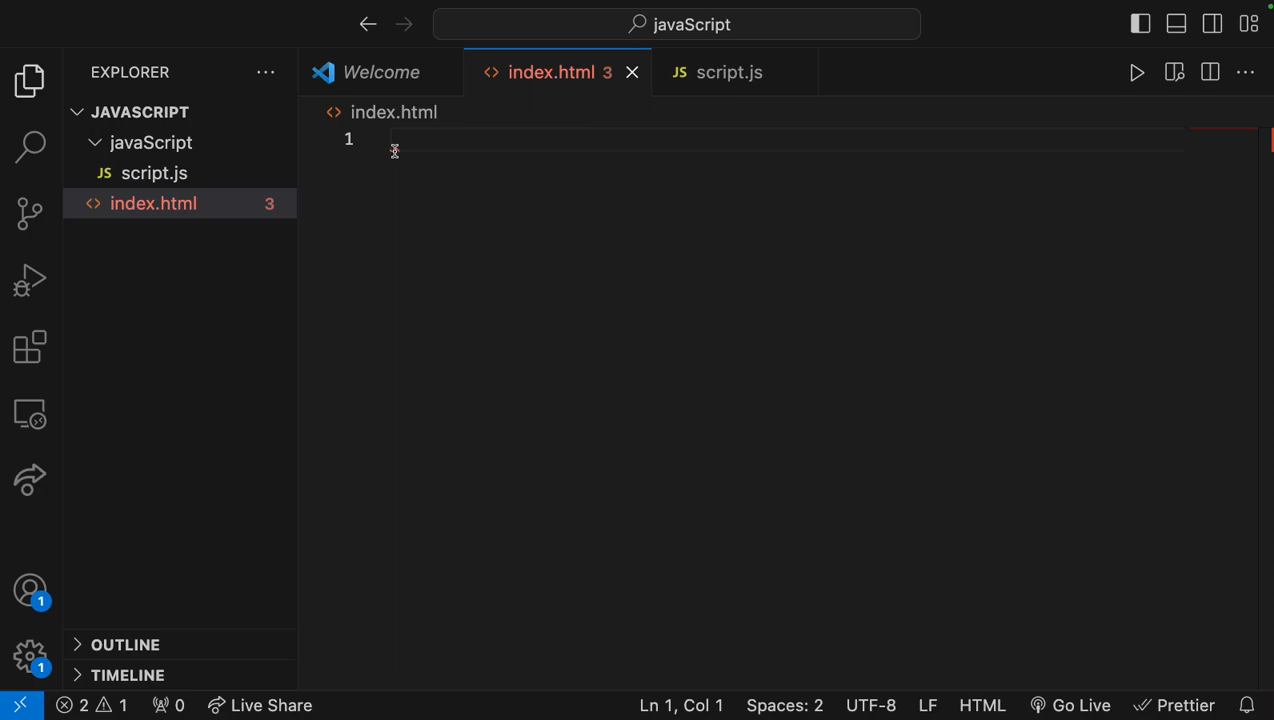 javaScript
EXPLORER
Welcome
index.html 3
JS script.js
JAVASCRIPT
index.html
javaScript
1
JS script.js
index.html 3
1
1
OUTLINE
TIMELINE
2 1 0 Live Share Ln 1, Col 1 Spaces: 2 UTF-8 LF HTML Go Live Prettier